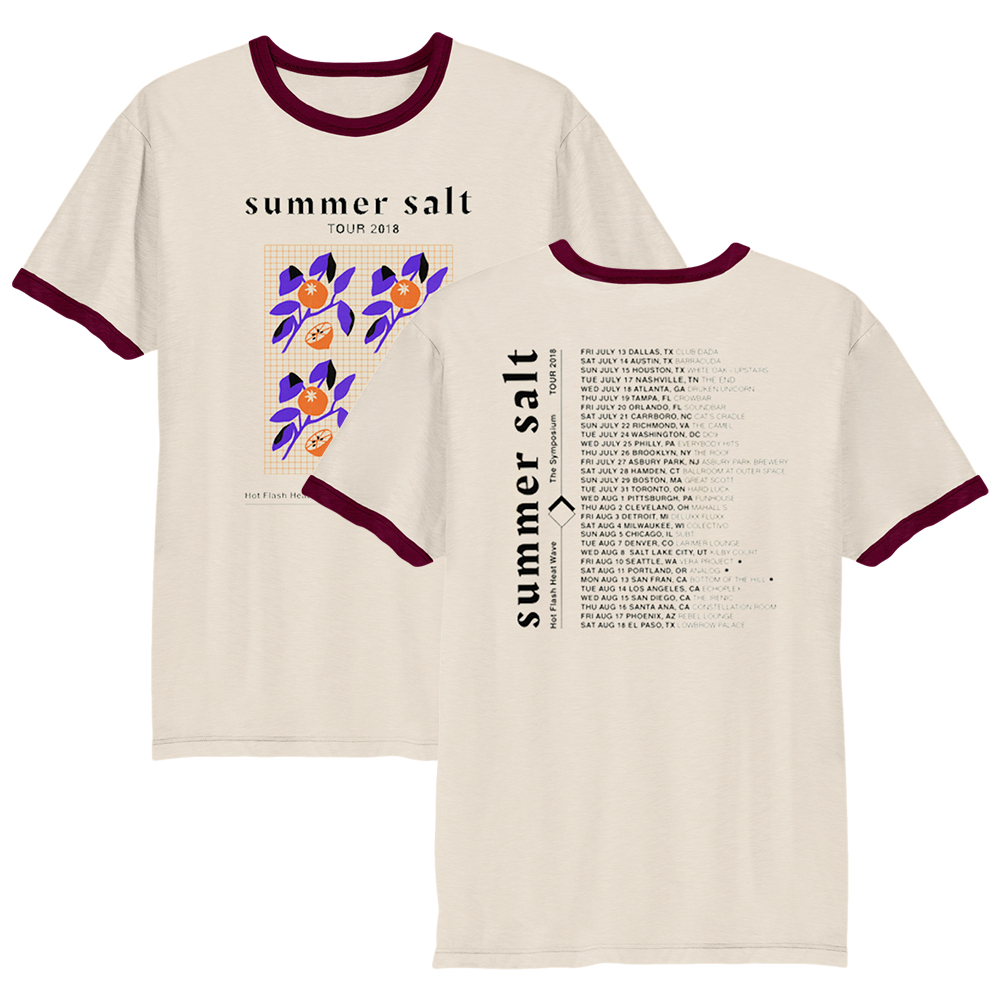 summer salt
TOUR 2018
Hot Flash Heat
summer salt
Hot Flash Heat Wave The Symposium TOUR 2018
FRI JULY 13 DALLAS, TX CLUB DADA
SAT JULY 14 AUSTIN, TX BARRACUDA
SUN JULY 15 HOUSTON, TX WHITE OAK - UPSTAIRS
TUE JULY 17 NASHVILLE, TN THE END
WED JULY 18 ATLANTA, GA DRUKEN UNICORN
THU JULY 19 TAMPA, FL CROWBAR
FRI JULY 20 ORLANDO, FL SOUNDBAR
SAT JULY 21 CARRBORO, NC CAT'S CRADLE
SUN JULY 22 RICHMOND, VA THE CAMEL
TUE JULY 24 WASHINGTON, DC DC9
WED JULY 25 PHILLY, PA EVERYBODY HITS
THU JULY 26 BROOKLYN, NY THE ROOF
FRI JULY 27 ASBURY PARK, NJ ASBURY PARK BREWERY
SAT JULY 28 HAMDEN, CT BALLROOM AT OUTER SPACE
SUN JULY 29 BOSTON, MA GREAT SCOTT
TUE JULY 31 TORONTO, ON HARD LUCK
WED AUG 1 PITTSBURGH, PA FUNHOUSE
THU AUG 2 CLEVELAND, OH MAHALL'S
FRI AUG 3 DETROIT, MI DELUXX FLUXX
SAT AUG 4 MILWAUKEE, WI COLECTIVO
SUN AUG 5 CHICAGO, IL SUBT
TUE AUG 7 DENVER, CO LARIMER LOUNGE
WED AUG 8 SALT LAKE CITY, UT KILBY COURT
FRI AUG 10 SEATTLE, WA VERA PROJECT •
SAT AUG 11 PORTLAND, OR ANALOG •
MON AUG 13 SAN FRAN, CA BOTTOM OF THE HILL •
TUE AUG 14 LOS ANGELES, CA ECHOPLEX
WED AUG 15 SAN DIEGO, CA THE IRENIC
THU AUG 16 SANTA ANA, CA CONSTELLATION ROOM
FRI AUG 17 PHOENIX, AZ REBEL LOUNGE
SAT AUG 18 EL PASO, TX LOWBROW PALACE